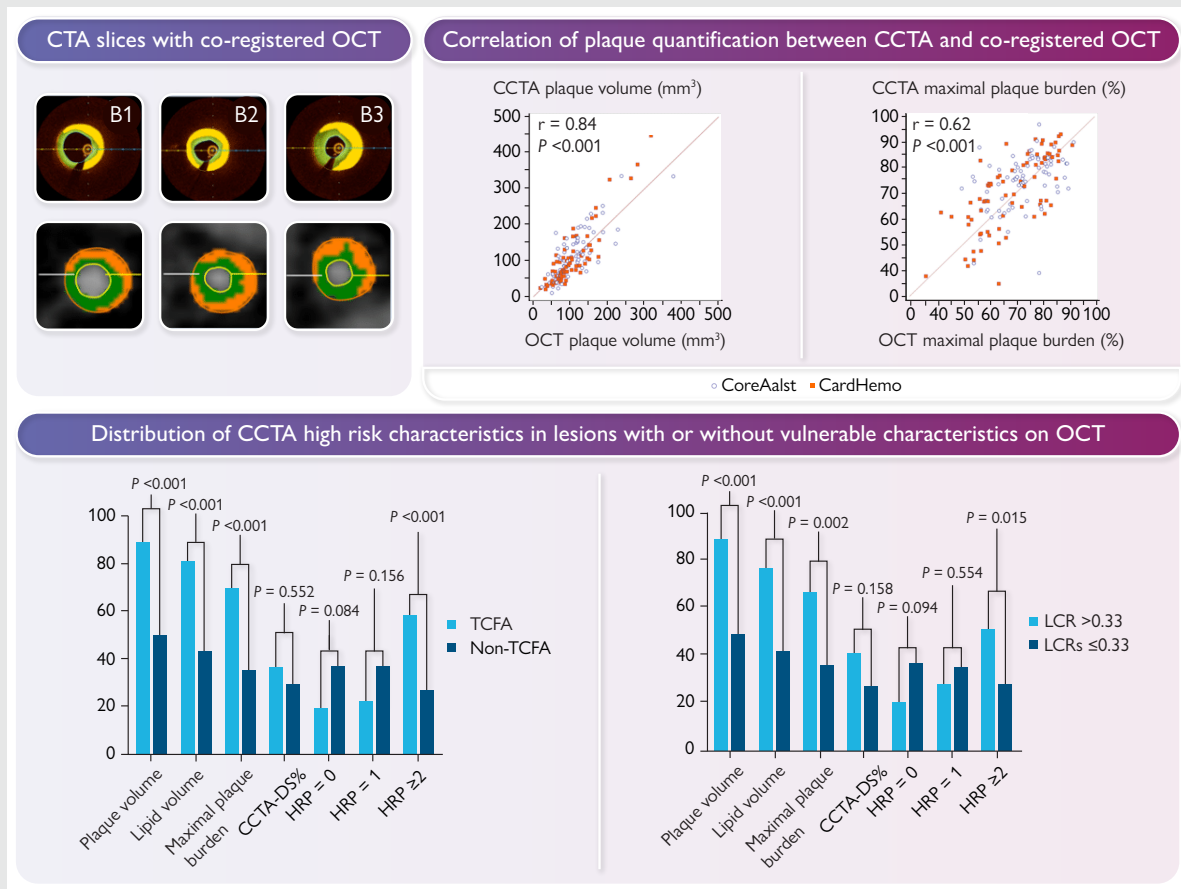 CTA slices with co-registered OCT
B1
B2
B3
Correlation of plaque quantification between CCTA and co-registered OCT
CCTA plaque volume (mm³)
r = 0.84
P <0.001
500
400
300
200
100
0
0 100 200 300 400 500
OCT plaque volume (mm³)
CCTA maximal plaque burden (%)
r = 0.62
P <0.001
100
90
80
70
60
50
40
0
0 40 50 60 70 80 90 100
OCT maximal plaque burden (%)
CoreAalst CardHemo
Distribution of CCTA high risk characteristics in lesions with or without vulnerable characteristics on OCT
P <0.001
P <0.001
P <0.001
P = 0.552
P = 0.084
P = 0.156
P <0.001
100
80
60
40
20
0
Plaque volume
Lipid volume
Maximal plaque
burden
CCTA-DS%
HRP = 0
HRP = 1
HRP ≥2
TCFA
Non-TCFA
P <0.001
P <0.001
P = 0.002
P = 0.158
P = 0.094
P = 0.554
P = 0.015
100
80
60
40
20
0
Plaque volume
Lipid volume
Maximal plaque
burden
CCTA-DS%
HRP = 0
HRP = 1
HRP ≥2
LCR >0.33
LCRs ≤0.33